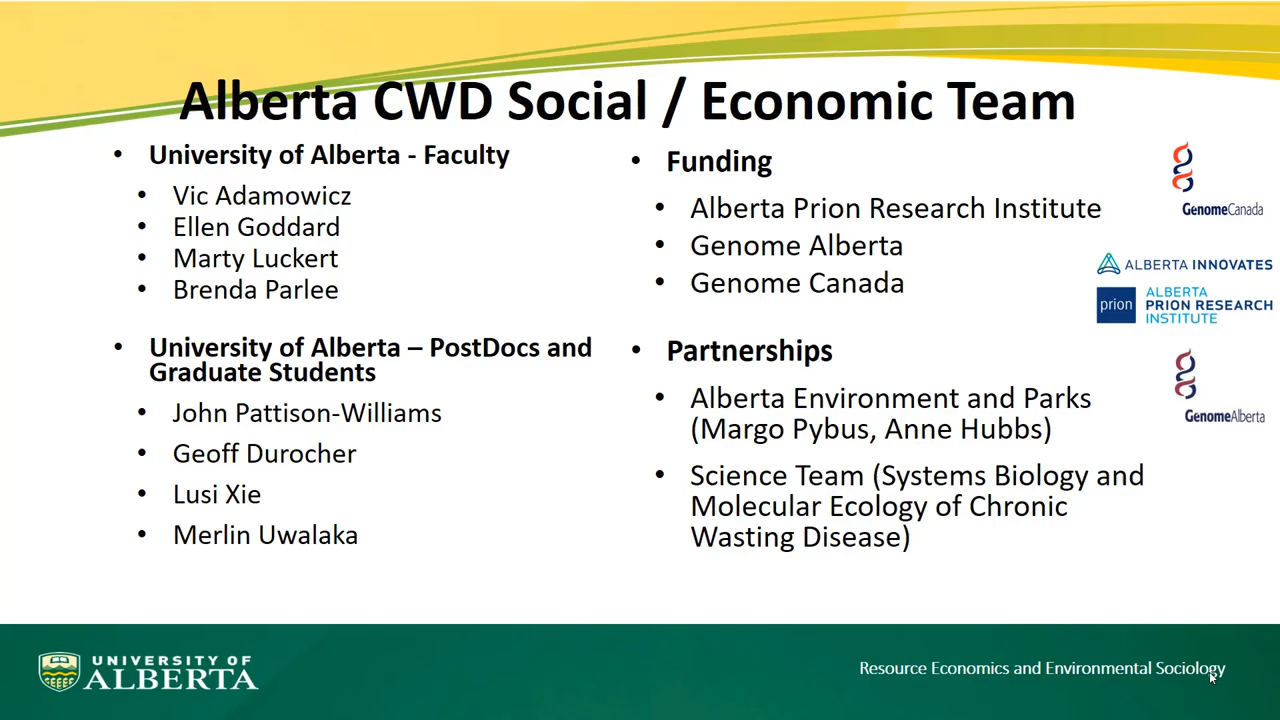 Alberta CWD Social / Economic Team
• University of Alberta - Faculty
• Vic Adamowicz
• Ellen Goddard
• Marty Luckert
• Brenda Parlee
• University of Alberta – PostDocs and
Graduate Students
• John Pattison-Williams
• Geoff Durocher
• Lusi Xie
• Merlin Uwalaka
• Funding
• Alberta Prion Research Institute
• Genome Alberta
• Genome Canada
• Partnerships
• Alberta Environment and Parks
(Margo Pybus, Anne Hubbs)
• Science Team (Systems Biology and
Molecular Ecology of Chronic
Wasting Disease)
GenomeCanada
ALBERTA INNOVATES
prion
ALBERTA
PRION RESEARCH
INSTITUTE
GenomeAlberta
UNIVERSITY OF
ALBERTA
Resource Economics and Environmental Sociology